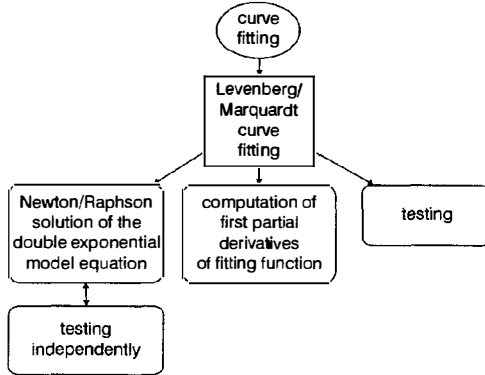 curve
fitting
Levenberg/
Marquardt
curve
fitting
Newton/Raphson
solution of the
double exponential
model equation
computation of
first partial
derivatives
of fitting function
testing
testing
independently